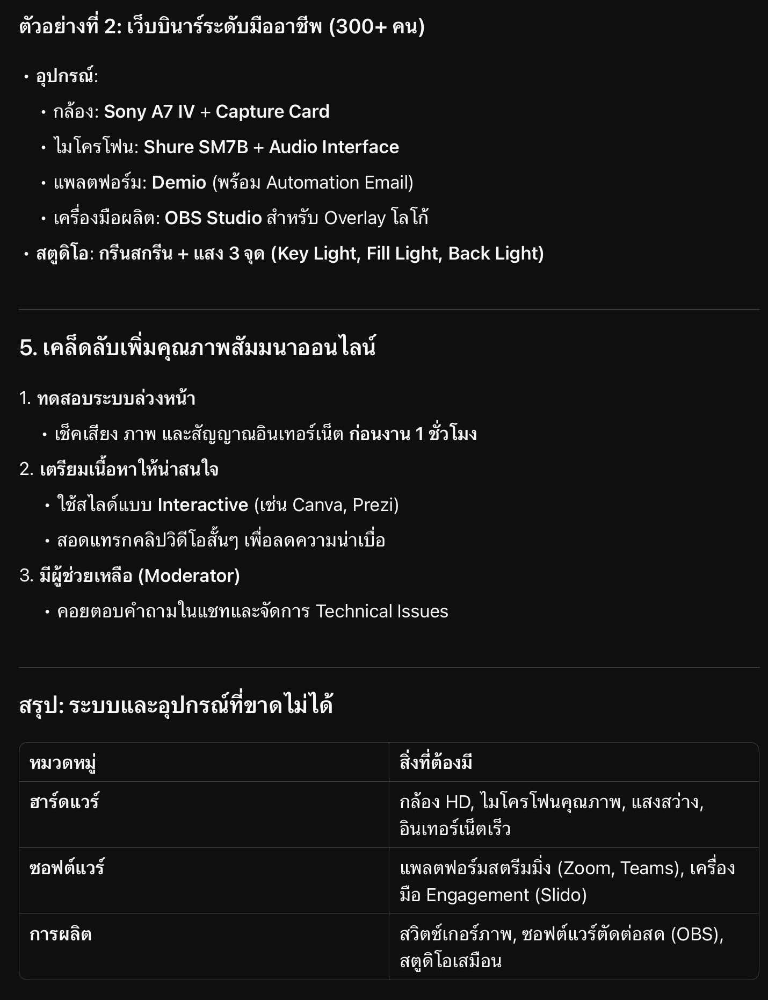 ตัวอย่างที่ 2: เว็บบินาร์ระดับมืออาชีพ (300+ คน)
• อุปกรณ์:
• กล้อง: Sony A7 IV + Capture Card
• ไมโครโฟน: Shure SM7B + Audio Interface
• แพลตฟอร์ม: Demio (พร้อม Automation Email)
• เครื่องมือผลิต: OBS Studio สำหรับ Overlay โลโก้
• สตูดิโอ: กรีนสกรีน + แสง 3 จุด (Key Light, Fill Light, Back Light)
5. เคล็ดลับเพิ่มคุณภาพสัมมนาออนไลน์
1. ทดสอบระบบล่วงหน้า
• เช็คเสียง ภาพ และสัญญาณอินเทอร์เน็ต ก่อนงาน 1 ชั่วโมง
2. เตรียมเนื้อหาให้น่าสนใจ
• ใช้สไลด์แบบ Interactive (เช่น Canva, Prezi)
• สอดแทรกคลิปวิดีโอสั้นๆ เพื่อลดความน่าเบื่อ
3. มีผู้ช่วยเหลือ (Moderator)
• คอยตอบคำถามในแชทและจัดการ Technical Issues
สรุป: ระบบและอุปกรณ์ที่ขาดไม่ได้
หมวดหมู่
สิ่งที่ต้องมี
ฮาร์ดแวร์
กล้อง HD, ไมโครโฟนคุณภาพ, แสงสว่าง,
อินเทอร์เน็ตเร็ว
ซอฟต์แวร์
แพลตฟอร์มสตรีมมิ่ง (Zoom, Teams), เครื่อง
มือ Engagement (Slido)
การผลิต
สวิตช์เกอร์ภาพ, ซอฟต์แวร์ตัดต่อสด (OBS),
สตูดิโอเสมือน